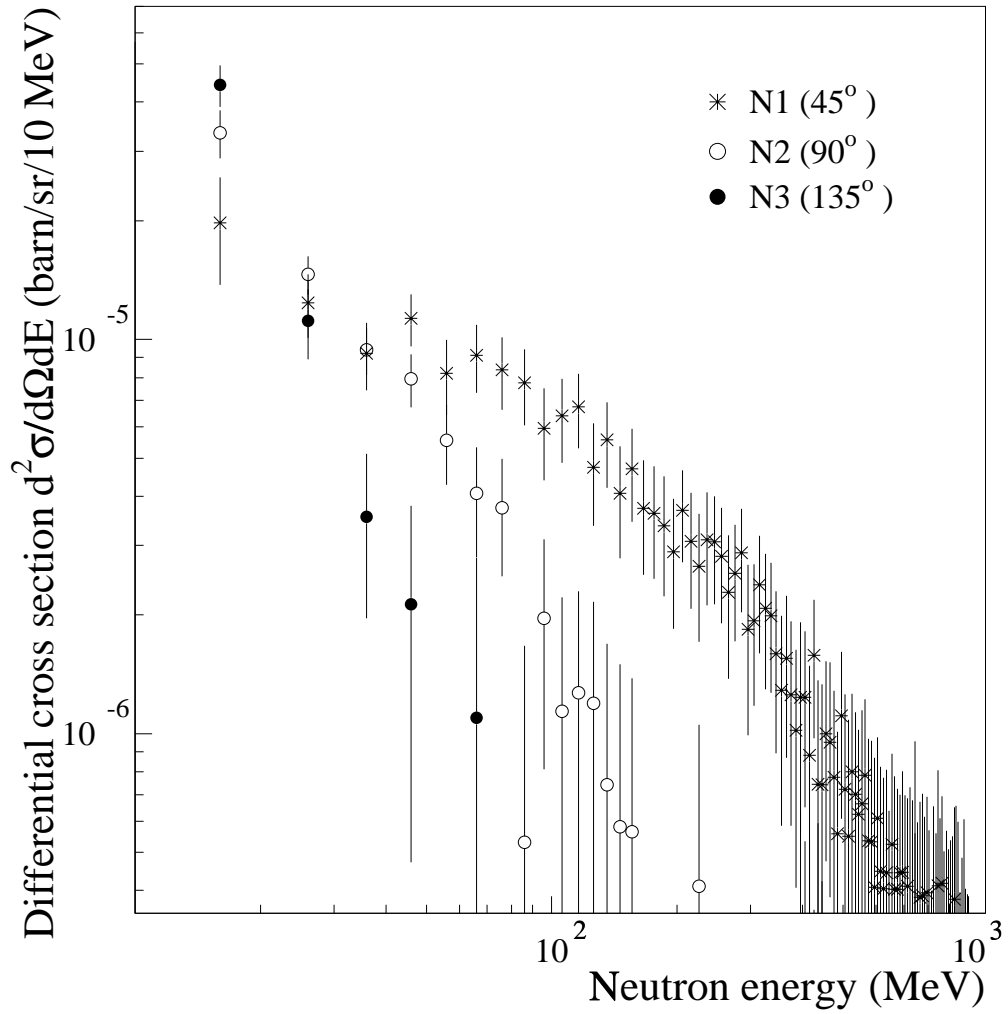 Differential cross section d²σ/dΩdE (barn/sr/10 MeV)
N1 (45° )
N2 (90° )
N3 (135° )
10⁻⁵
10⁻⁶
10²
10³
Neutron energy (MeV)